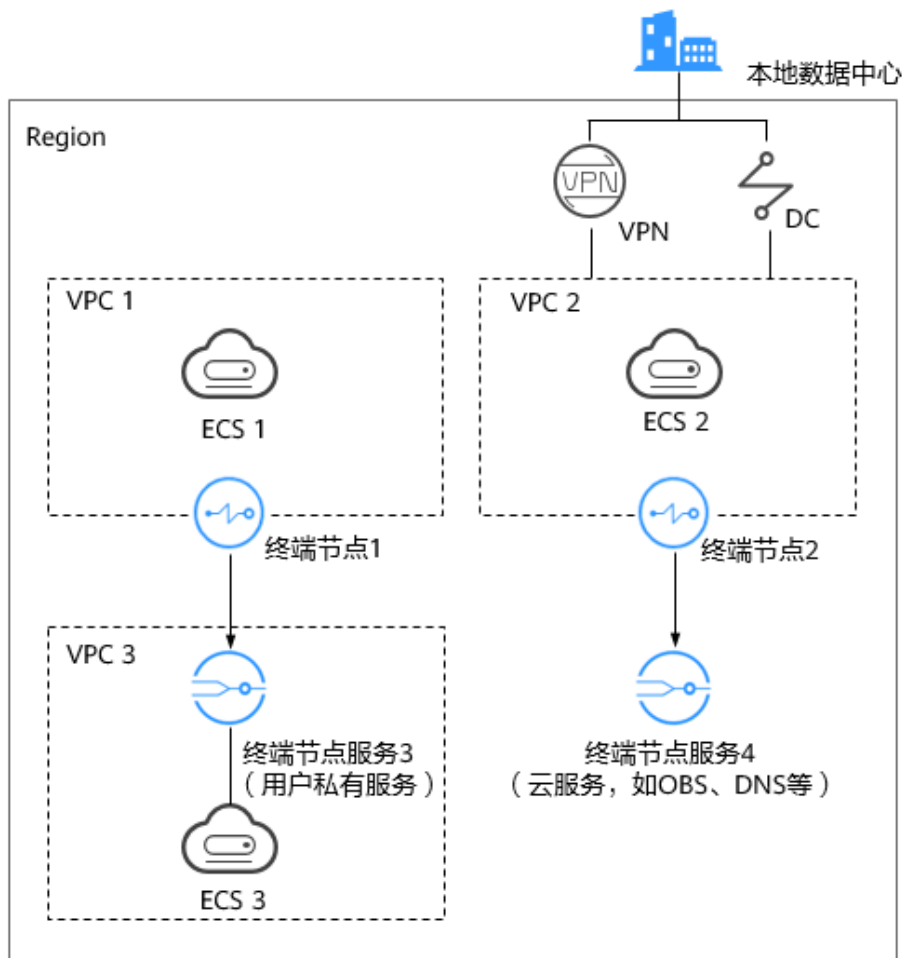 本地数据中心
Region
VPN
VPN
DC
VPC 1
VPC 2
ECS 1
ECS 2
终端节点1
终端节点2
VPC 3
终端节点服务3
（用户私有服务）
终端节点服务4
（云服务，如OBS、DNS等）
ECS 3